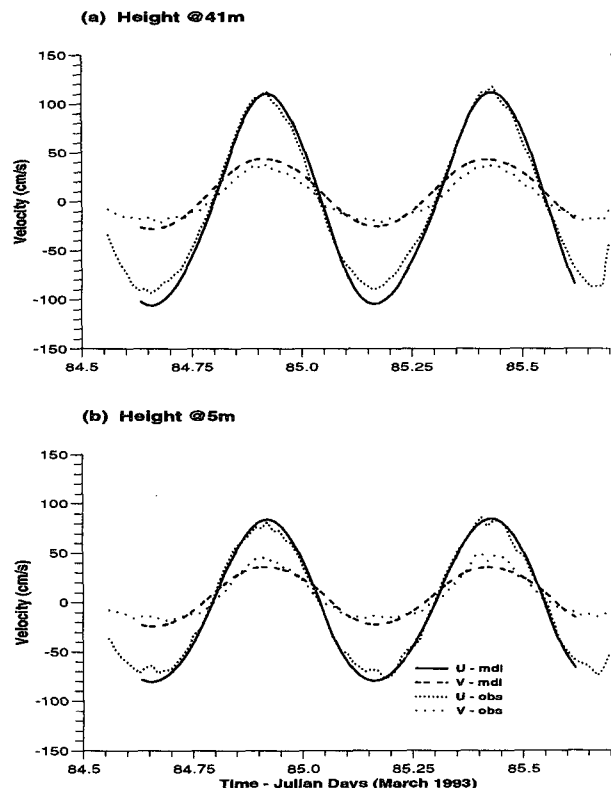 (a) Height @41m
Velocity (cm/s)
150
100
50
0
-50
-100
-150
84.5 84.75 85.0 85.25 85.5
(b) Height @5m
Velocity (cm/s)
150
100
50
0
-50
-100
-150
U - mdl
V - mdl
U - obs
V - obs
84.5 84.75 85.0 85.25 85.5
Time - Julian Days (March 1993)